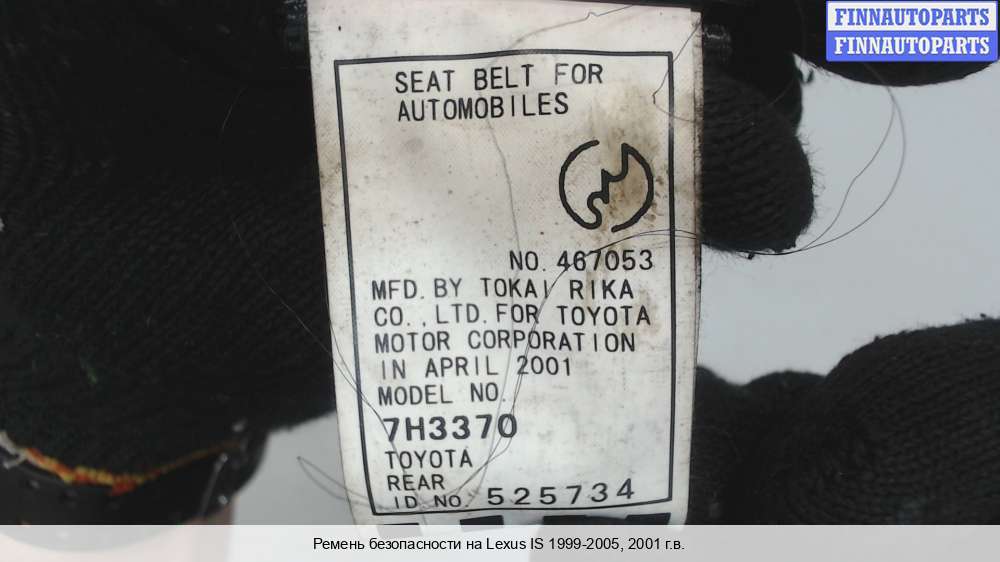 FINNAUTOPARTS
FINNAUTOPARTS
SEAT BELT FOR
AUTOMOBILES
NO. 467053
MFD. BY TOKAI RIKA
CO., LTD. FOR TOYOTA
MOTOR CORPORATION
IN APRIL 2001
MODEL NO.
7H3370
TOYOTA
REAR
ID. NO. 525734
Ремень безопасности на Lexus IS 1999-2005, 2001 г.в.